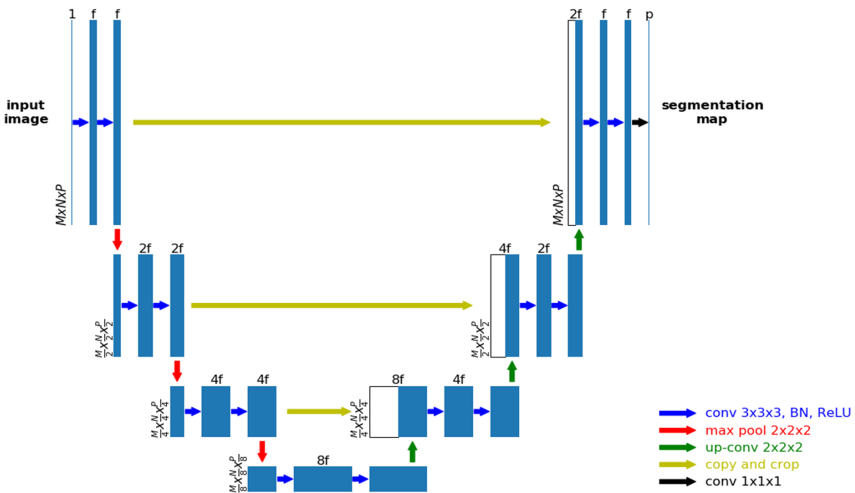 1 f f
2f f f p
input
image
segmentation
map
MxNxP
MxNxP
2f 2f
4f 2f
M/2xN/2xP/2
M/2xN/2xP/2
4f 4f
8f 4f
M/4xN/4xP/4
M/4xN/4xP/4
8f
M/8xN/8xP/8
conv 3x3x3, BN, ReLU
max pool 2x2x2
up-conv 2x2x2
copy and crop
conv 1x1x1